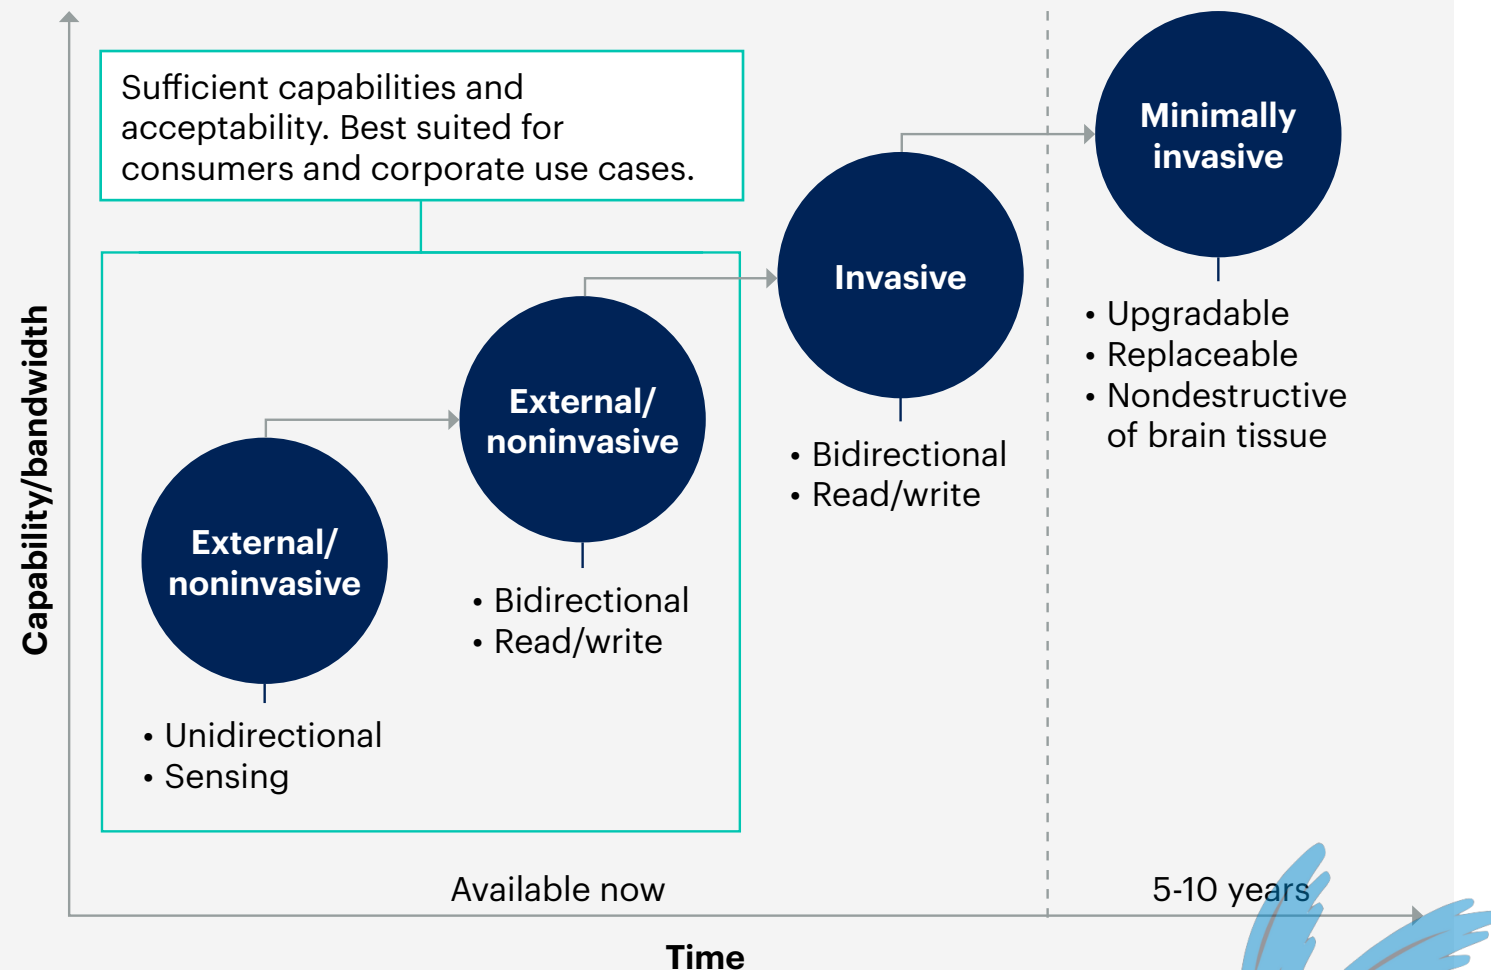 Sufficient capabilities and
acceptability. Best suited for
consumers and corporate use cases.
Capability/bandwidth
External/
noninvasive
• Unidirectional
• Sensing
External/
noninvasive
• Bidirectional
• Read/write
Invasive
• Bidirectional
• Read/write
Minimally
invasive
• Upgradable
• Replaceable
• Nondestructive
of brain tissue
Available now
5-10 years
Time